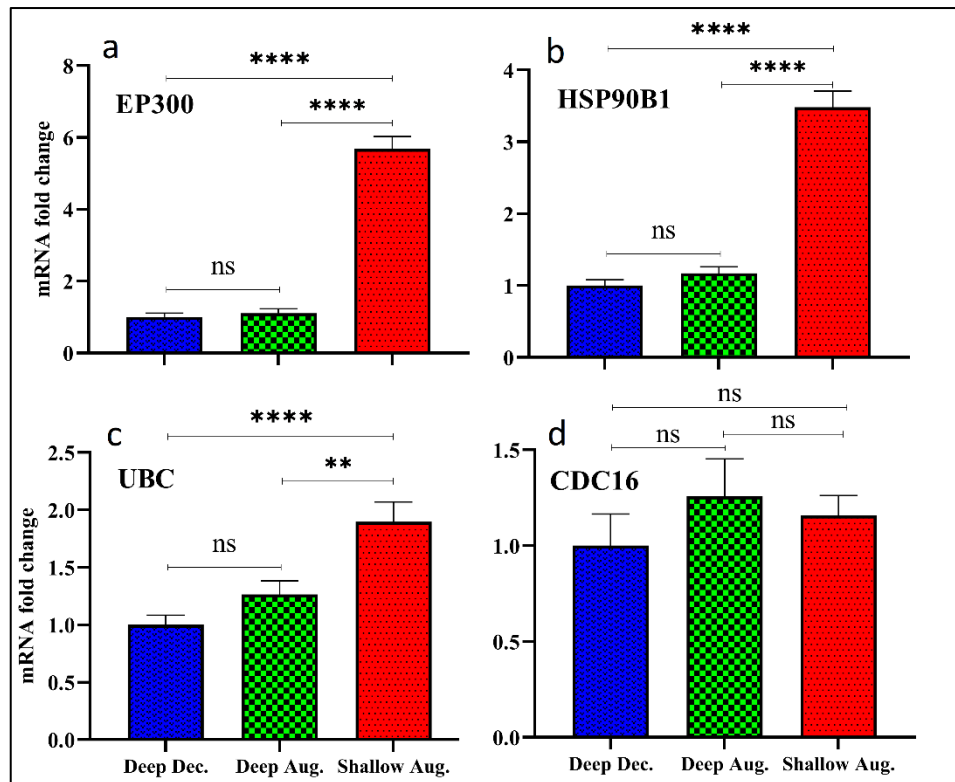 a
EP300
mRNA fold change
8
6
4
2
0
****
****
ns
b
HSP90B1
4
3
2
1
0
****
****
ns
c
UBC
mRNA fold change
2.5
2.0
1.5
1.0
0.5
0.0
****
**
ns
Deep Dec. Deep Aug. Shallow Aug.
d
CDC16
1.5
1.0
0.5
0.0
ns
ns
ns
Deep Dec. Deep Aug. Shallow Aug.